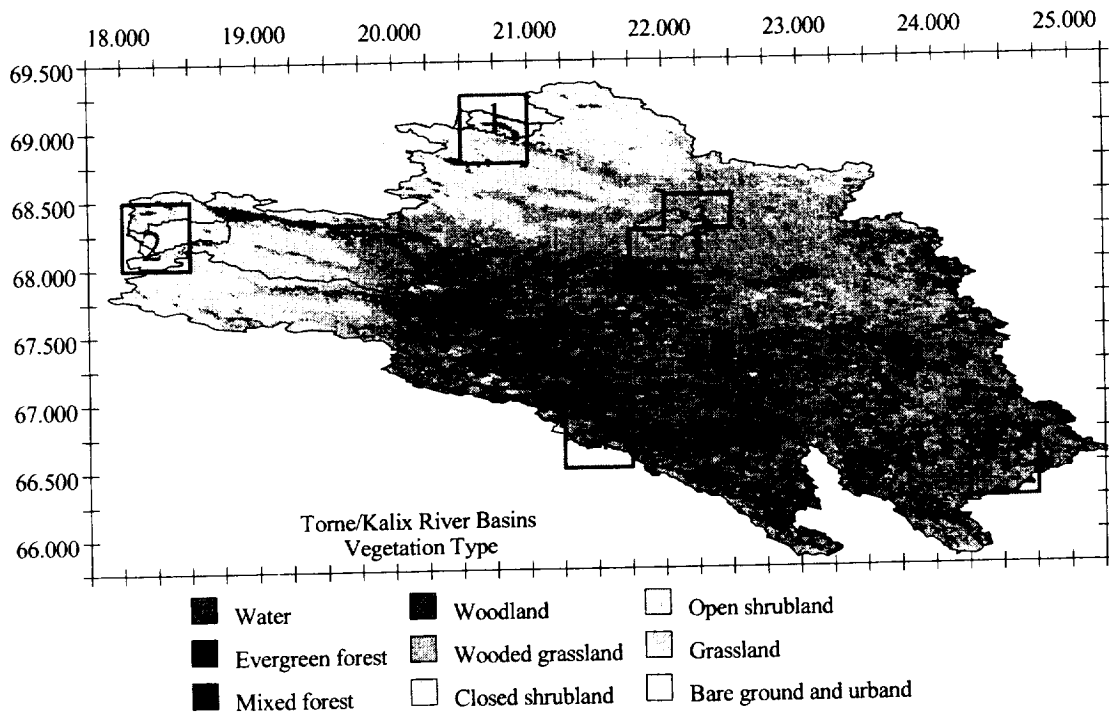 18.000 19.000 20.000 21.000 22.000 23.000 24.000 25.000
69.500
69.000
68.500
68.000
67.500
67.000
66.500
66.000
1
2
Torne/Kalix River Basins
Vegetation Type
Water Woodland Open shrubland
Evergreen forest Wooded grassland Grassland
Mixed forest Closed shrubland Bare ground and urband